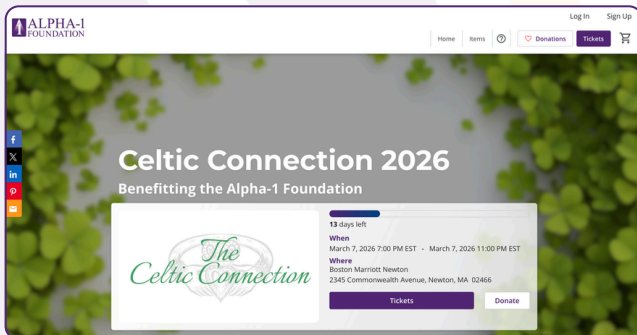 Log In Sign Up
ALPHA-1
FOUNDATION
Home Items Donations Tickets
Celtic Connection 2026
Benefitting the Alpha-1 Foundation
The
Celtic Connection
13 days left
When
March 7, 2026 7:00 PM EST - March 7, 2026 11:00 PM EST
Where
Boston Marriott Newton
2345 Commonwealth Avenue, Newton, MA 02466
Tickets Donate